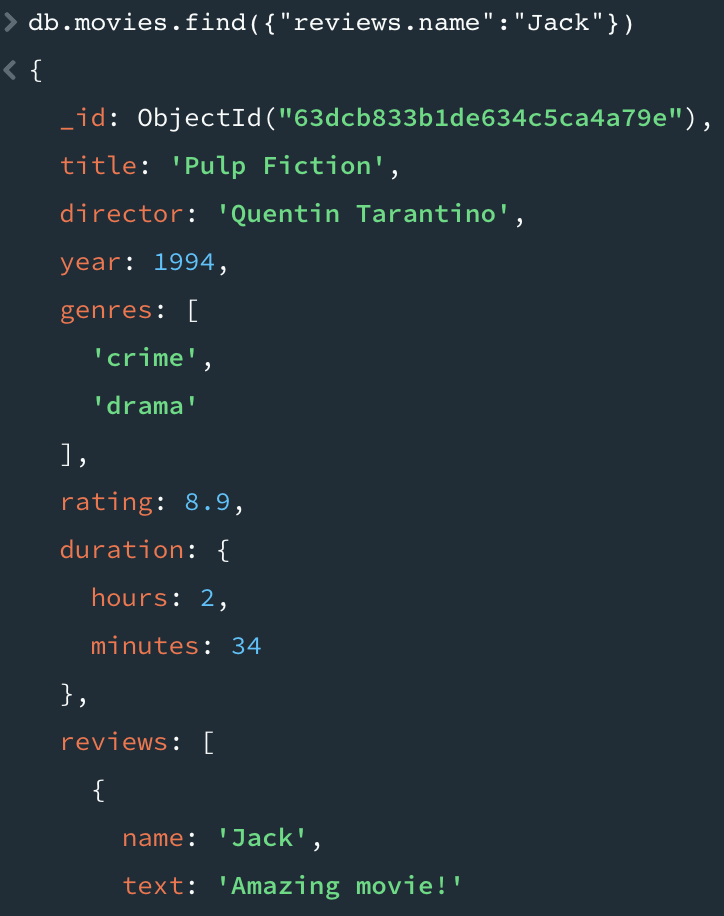 > db.movies.find({"reviews.name":"Jack"})
< {
_id: ObjectId("63dcb833b1de634c5ca4a79e"),
title: 'Pulp Fiction',
director: 'Quentin Tarantino',
year: 1994,
genres: [
'crime',
'drama'
],
rating: 8.9,
duration: {
hours: 2,
minutes: 34
},
reviews: [
{
name: 'Jack',
text: 'Amazing movie!'